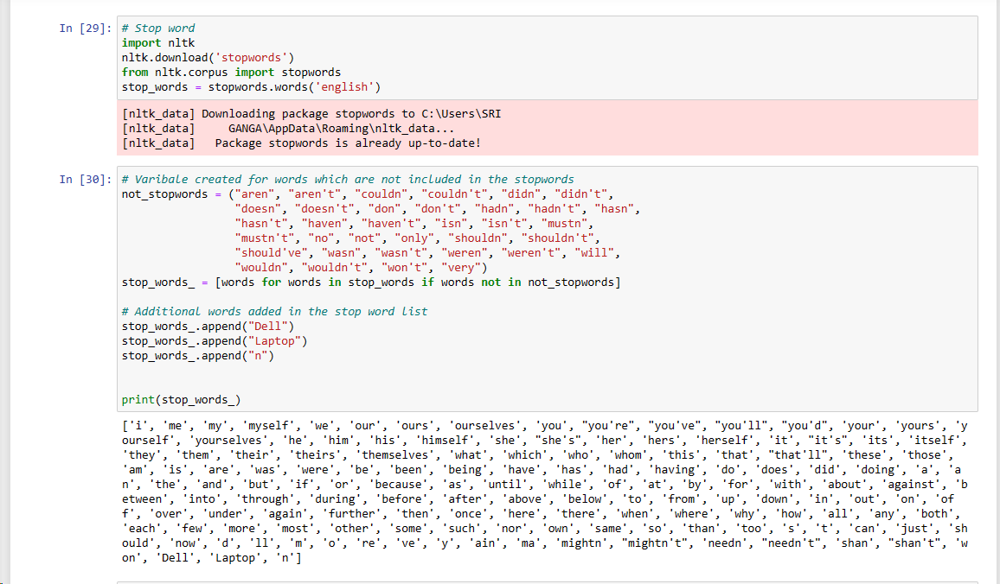 In [29]: # Stop word
import nltk
nltk.download('stopwords')
from nltk.corpus import stopwords
stop_words = stopwords.words('english')
[nltk_data] Downloading package stopwords to C:\Users\SRI
[nltk_data]     GANGA\AppData\Roaming\nltk_data...
[nltk_data]   Package stopwords is already up-to-date!
In [30]: # Varibale created for words which are not included in the stopwords
not_stopwords = ("aren", "aren't", "couldn", "couldn't", "didn", "didn't",
"doesn", "doesn't", "don", "don't", "hadn", "hadn't", "hasn",
"hasn't", "haven", "haven't", "isn", "isn't", "mustn",
"mustn't", "no", "not", "only", "shouldn", "shouldn't",
"should've", "wasn", "wasn't", "weren", "weren't", "will",
"wouldn", "wouldn't", "won't", "very")
stop_words_ = [words for words in stop_words if words not in not_stopwords]
# Additional words added in the stop word list
stop_words_.append("Dell")
stop_words_.append("Laptop")
stop_words_.append("n")
print(stop_words_)
['i', 'me', 'my', 'myself', 'we', 'our', 'ours', 'ourselves', 'you', "you're", "you've", "you'll", "you'd", 'your', 'yours', 'y
ourself', 'yourselves', 'he', 'him', 'his', 'himself', 'she', "she's", 'her', 'hers', 'herself', 'it', "it's", 'its', 'itself',
'they', 'them', 'their', 'theirs', 'themselves', 'what', 'which', 'who', 'whom', 'this', 'that', "that'll", 'these', 'those',
'am', 'is', 'are', 'was', 'were', 'be', 'been', 'being', 'have', 'has', 'had', 'having', 'do', 'does', 'did', 'doing', 'a', 'a
n', 'the', 'and', 'but', 'if', 'or', 'because', 'as', 'until', 'while', 'of', 'at', 'by', 'for', 'with', 'about', 'against', 'b
etween', 'into', 'through', 'during', 'before', 'after', 'above', 'below', 'to', 'from', 'up', 'down', 'in', 'out', 'on', 'of
f', 'over', 'under', 'again', 'further', 'then', 'once', 'here', 'there', 'when', 'where', 'why', 'how', 'all', 'any', 'both',
'each', 'few', 'more', 'most', 'other', 'some', 'such', 'nor', 'own', 'same', 'so', 'than', 'too', 's', 't', 'can', 'just', 'sh
ould', 'now', 'd', 'll', 'm', 'o', 're', 've', 'y', 'ain', 'ma', 'mightn', "mightn't", 'needn', "needn't", 'shan', "shan't", 'w
on', 'Dell', 'Laptop', 'n']